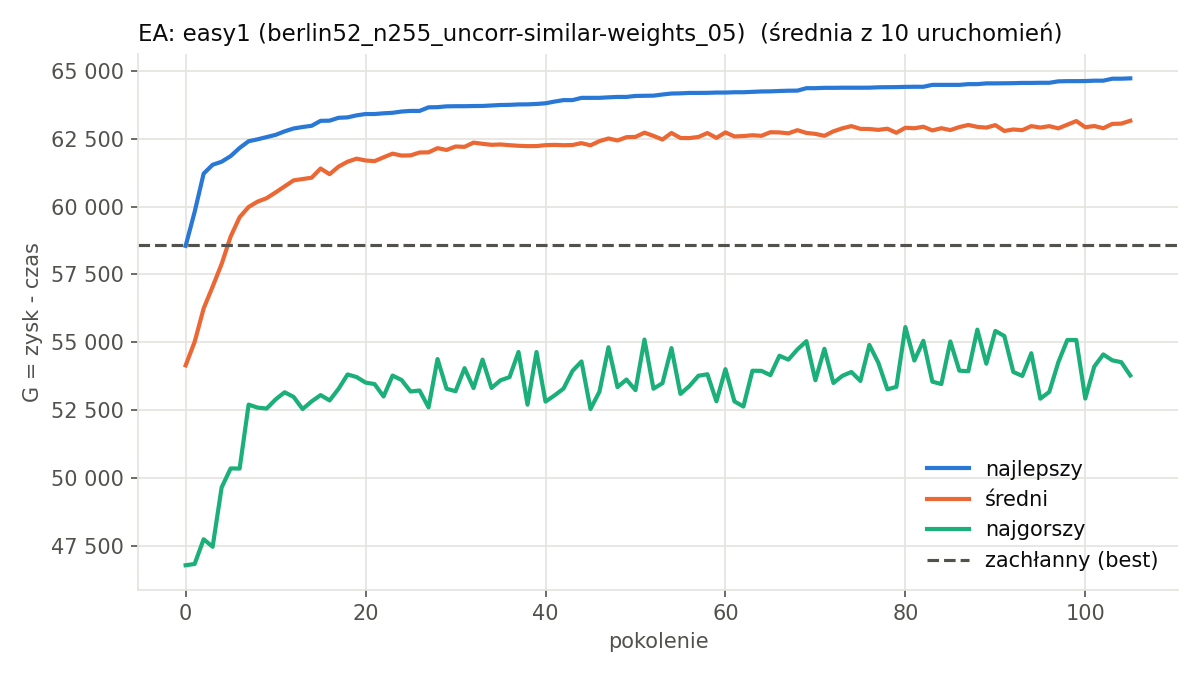 EA: easy1 (berlin52_n255_uncorr-similar-weights_05)  (średnia z 10 uruchomień)
G = zysk - czas
65 000
62 500
60 000
57 500
55 000
52 500
50 000
47 500
najlepszy
średni
najgorszy
zachłanny (best)
0 20 40 60 80 100
pokolenie